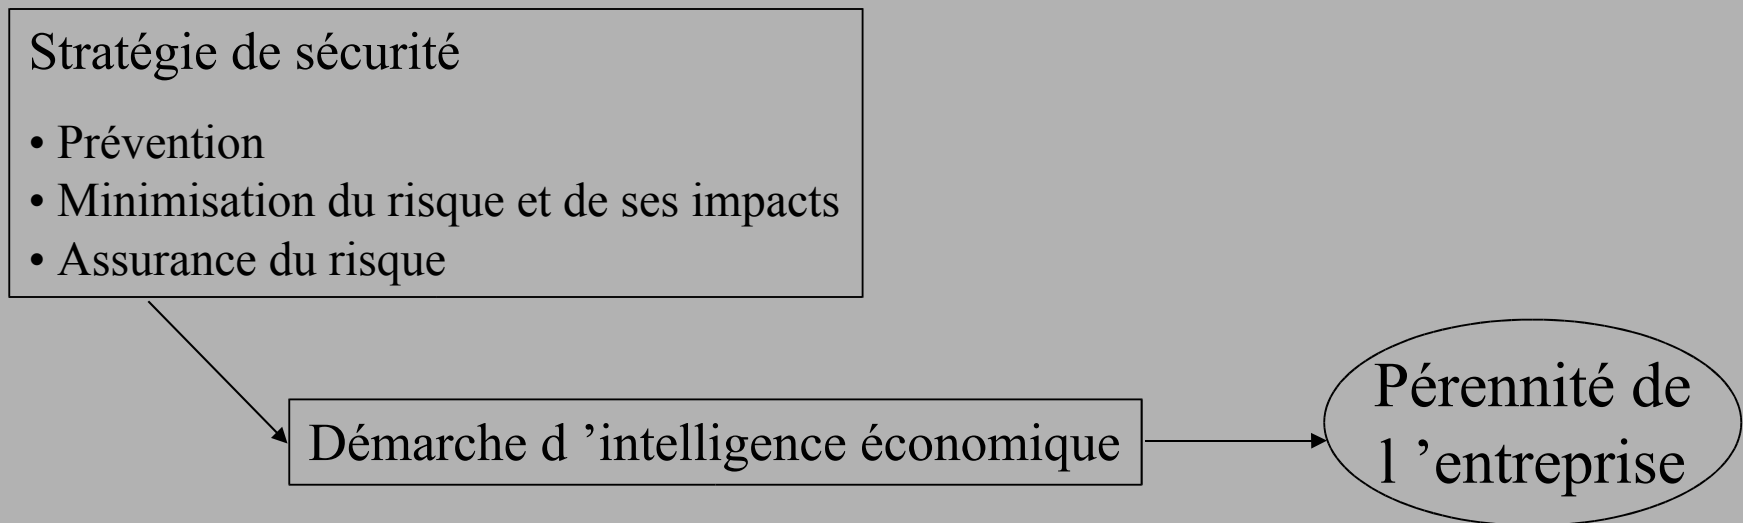 Stratégie de sécurité
• Prévention
• Minimisation du risque et de ses impacts
• Assurance du risque
Démarche d ’intelligence économique
Pérennité de
l ’entreprise